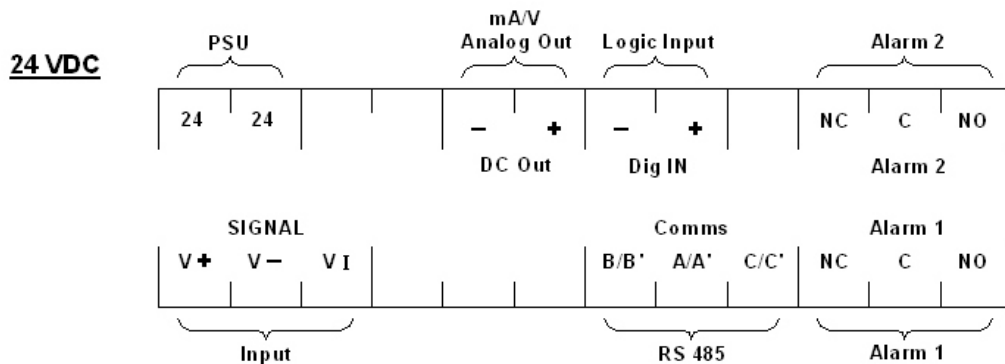 mA/V
PSU Analog Out Logic Input Alarm 2
24 VDC
24 24 − + − + NC C NO
DC Out Dig IN Alarm 2
SIGNAL Comms Alarm 1
V+ V− VI B/B' A/A' C/C' NC C NO
Input RS 485 Alarm 1